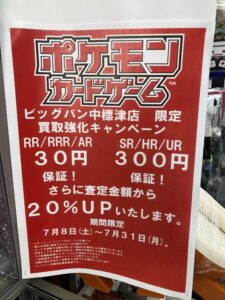 ポケモン
カードゲーム™
ビッグバン中標津店 限定
買取強化キャンペーン
RR/RRR/AR SR/HR/UR
30円 300円
保証! 保証!
さらに査定金額から
20%UPいたします。
期間限定
7月8日(土)~7月31日(月)。